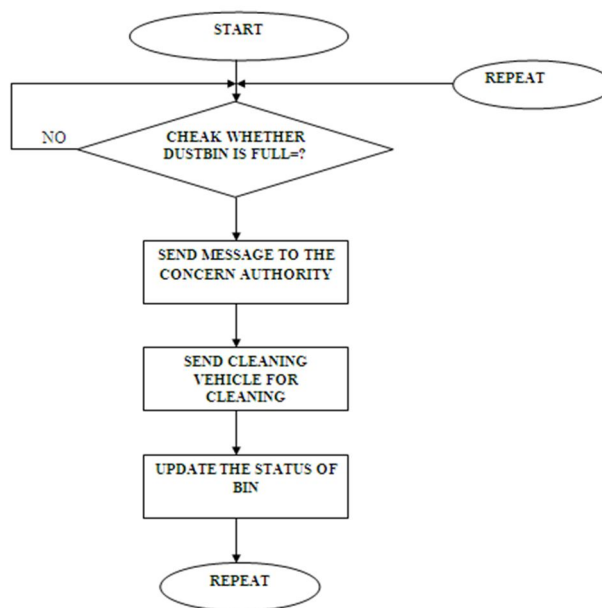 START
REPEAT
NO
CHEAK WHETHER
DUSTBIN IS FULL=?
SEND MESSAGE TO THE
CONCERN AUTHORITY
SEND CLEANING
VEHICLE FOR
CLEANING
UPDATE THE STATUS OF
BIN
REPEAT